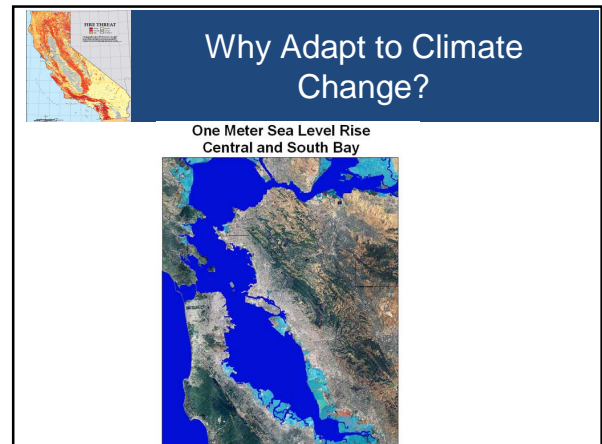 FIRE THREAT
Why Adapt to Climate
Change?
One Meter Sea Level Rise
Central and South Bay